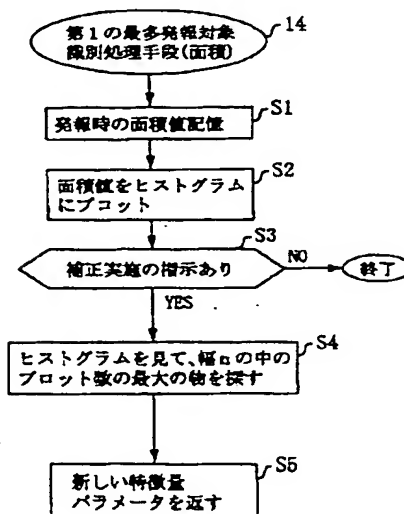 14
第1の最多発報対象
識別処理手段(面積)
S1
発報時の面積値記憶
S2
面積値をヒストグラム
にプロット
S3
補正実施の指示あり
NO
終了
YES
S4
ヒストグラムを見て、幅nの中の
プロット数の最大の物を探す
S5
新しい特徴量
パラメータを返す